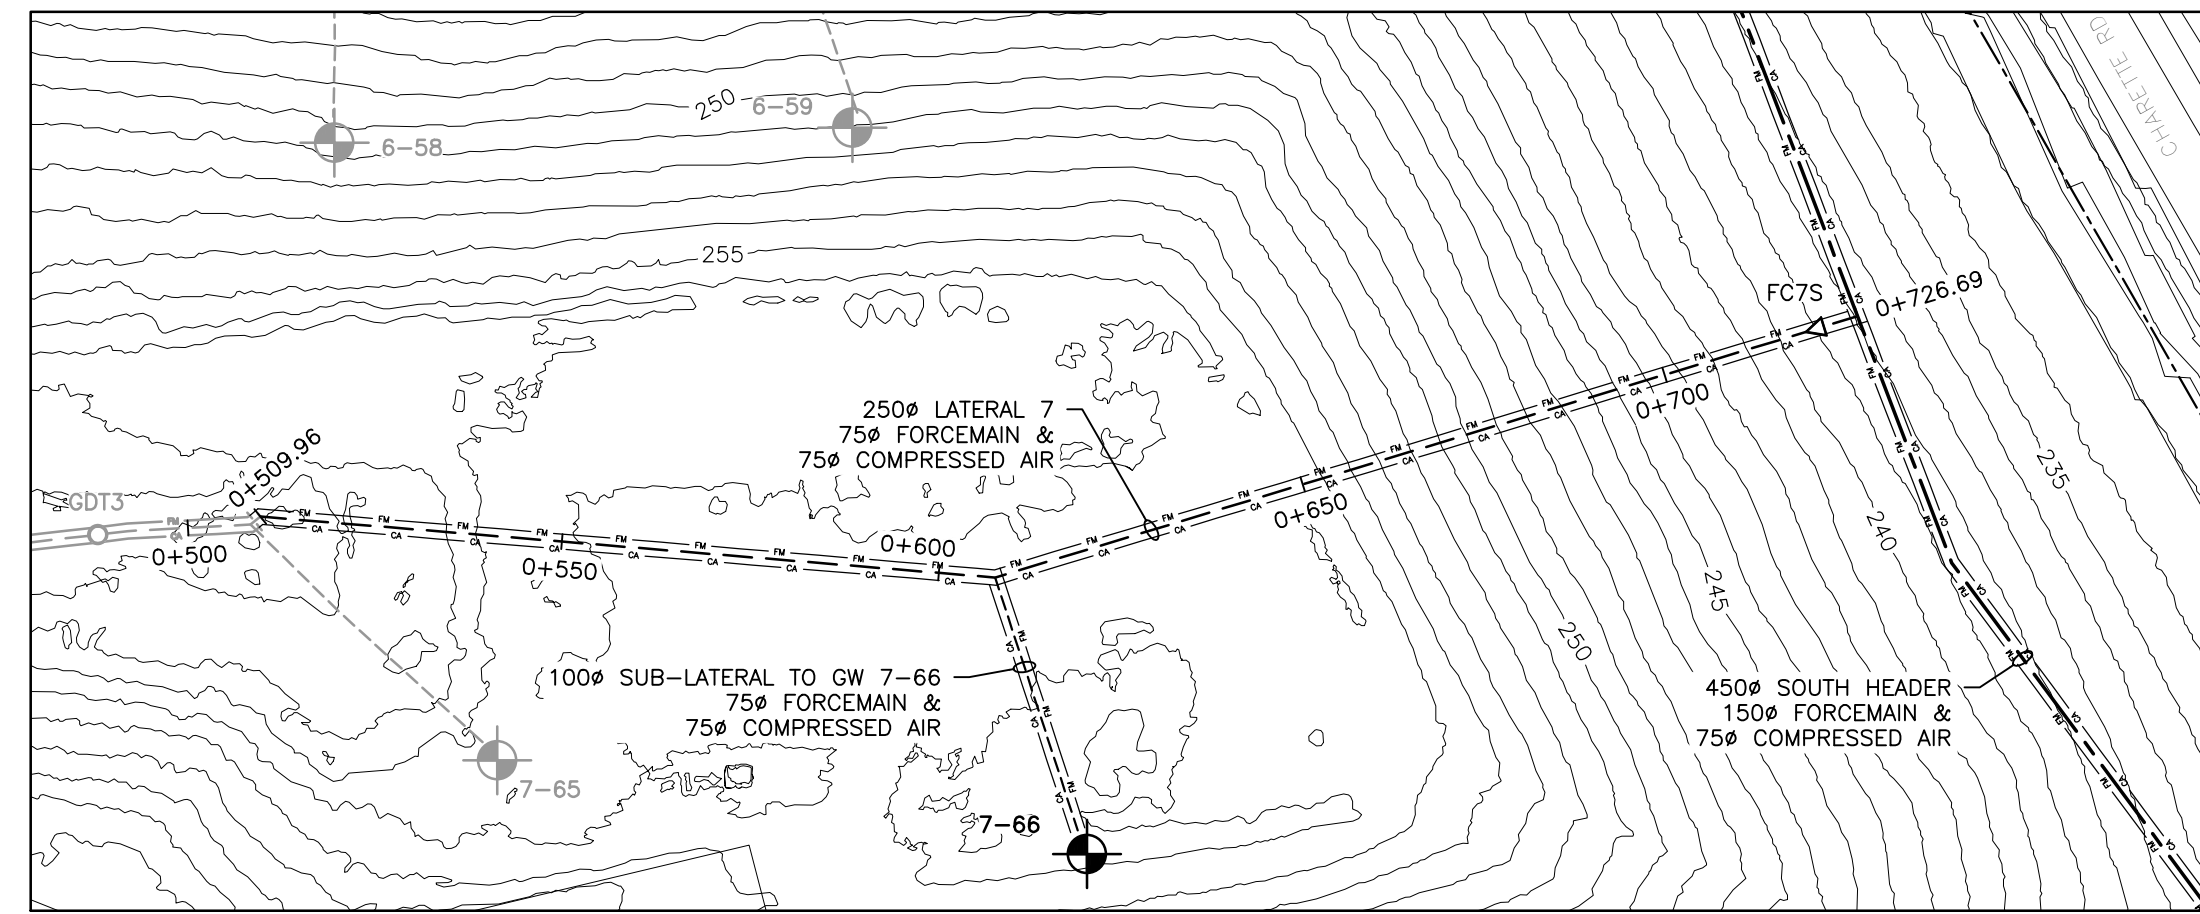 CHARETTE RD
250
6-59
6-58
255
FC7S
0+726.69
250ø LATERAL 7
75ø FORCEMAIN &
75ø COMPRESSED AIR
0+700
0+509.96
GDT3
0+500
0+550
0+600
0+650
235
240
245
250
100ø SUB-LATERAL TO GW 7-66
75ø FORCEMAIN &
75ø COMPRESSED AIR
450ø SOUTH HEADER
150ø FORCEMAIN &
75ø COMPRESSED AIR
7-65
7-66
FM
CA